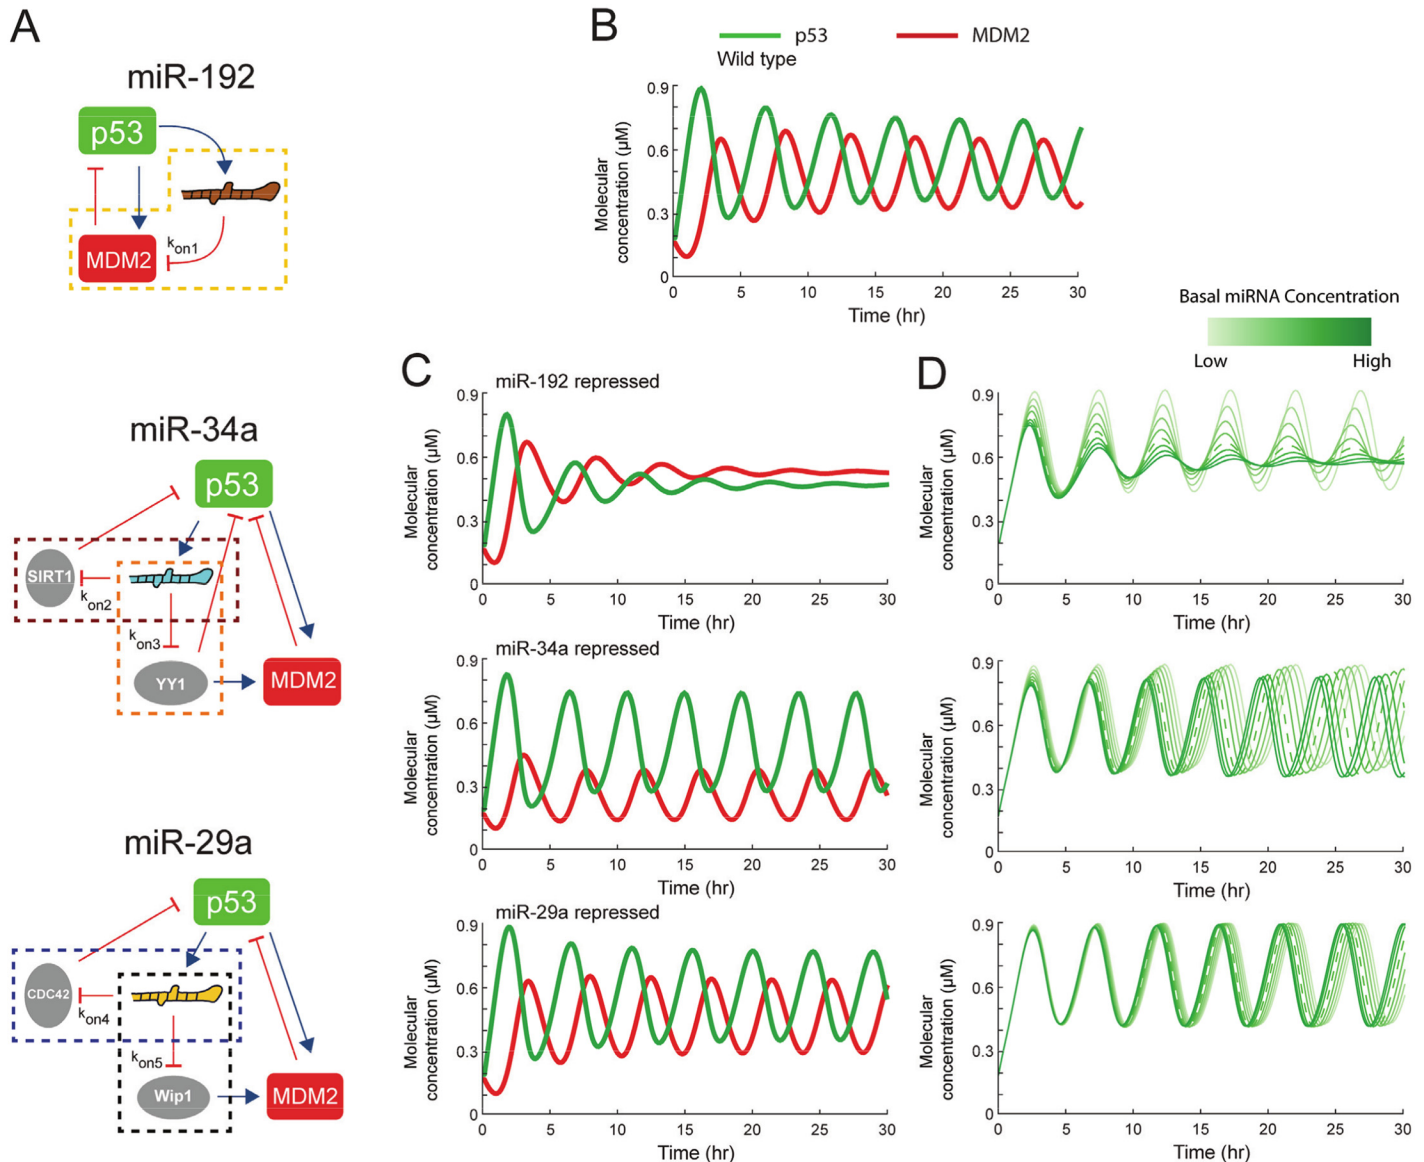 A
miR-192
p53
MDM2
kon1
miR-34a
p53
SIRT1
kon2
kon3
YY1
MDM2
miR-29a
p53
CDC42
kon4
kon5
Wip1
MDM2
B
p53
MDM2
Wild type
Molecular
concentration (µM)
0.9
0.6
0.3
0
0 5 10 15 20 25 30
Time (hr)
C
miR-192 repressed
Molecular
concentration (µM)
0.9
0.6
0.3
0
0 5 10 15 20 25 30
Time (hr)
miR-34a repressed
Molecular
concentration (µM)
0.9
0.6
0.3
0
0 5 10 15 20 25 30
Time (hr)
miR-29a repressed
Molecular
concentration (µM)
0.9
0.6
0.3
0
0 5 10 15 20 25 30
Time (hr)
D
Basal miRNA Concentration
Low High
Molecular
concentration (µM)
0.9
0.6
0.3
0
0 5 10 15 20 25 30
Time (hr)
Molecular
concentration (µM)
0.9
0.6
0.3
0
0 5 10 15 20 25 30
Time (hr)
Molecular
concentration (µM)
0.9
0.6
0.3
0
0 5 10 15 20 25 30
Time (hr)